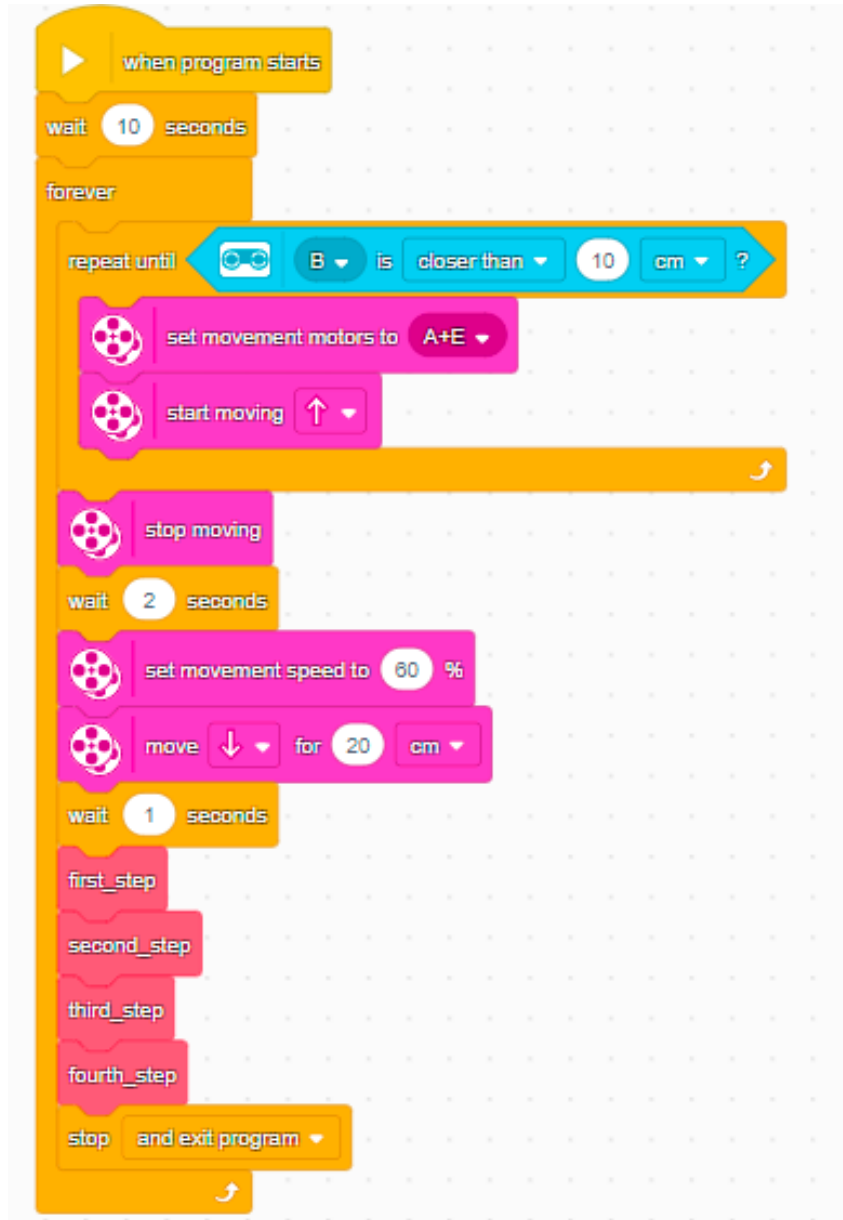 when program starts
wait 10 seconds
forever
repeat until B is closer than 10 cm ?
set movement motors to A+E
start moving
stop moving
wait 2 seconds
set movement speed to 60 %
move for 20 cm
wait 1 seconds
first_step
second_step
third_step
fourth_step
stop and exit program